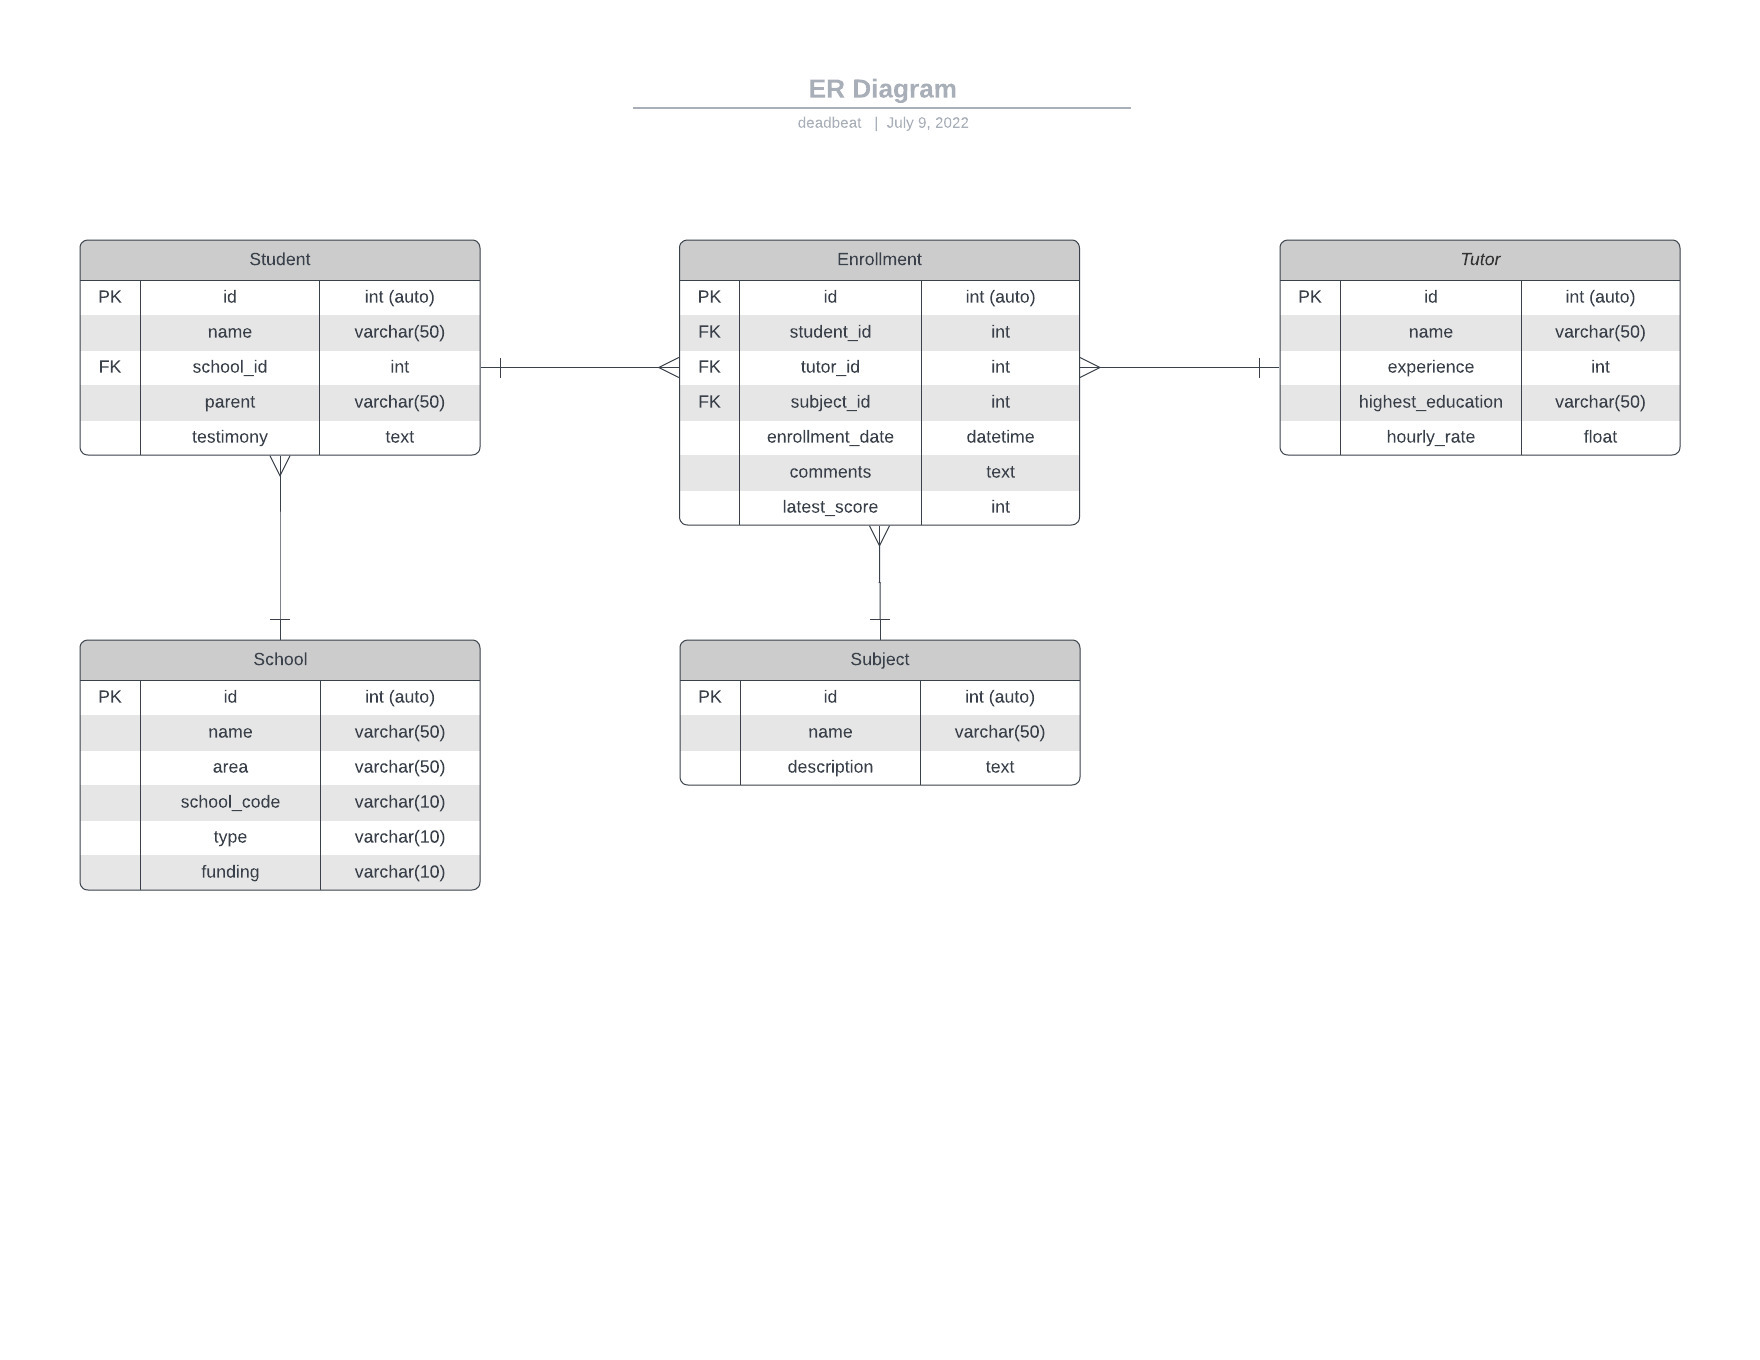 ER Diagram
deadbeat | July 9, 2022
Student
PK id int (auto)
name varchar(50)
FK school_id int
parent varchar(50)
testimony text
Enrollment
PK id int (auto)
FK student_id int
FK tutor_id int
FK subject_id int
enrollment_date datetime
comments text
latest_score int
Tutor
PK id int (auto)
name varchar(50)
experience int
highest_education varchar(50)
hourly_rate float
School
PK id int (auto)
name varchar(50)
area varchar(50)
school_code varchar(10)
type varchar(10)
funding varchar(10)
Subject
PK id int (auto)
name varchar(50)
description text